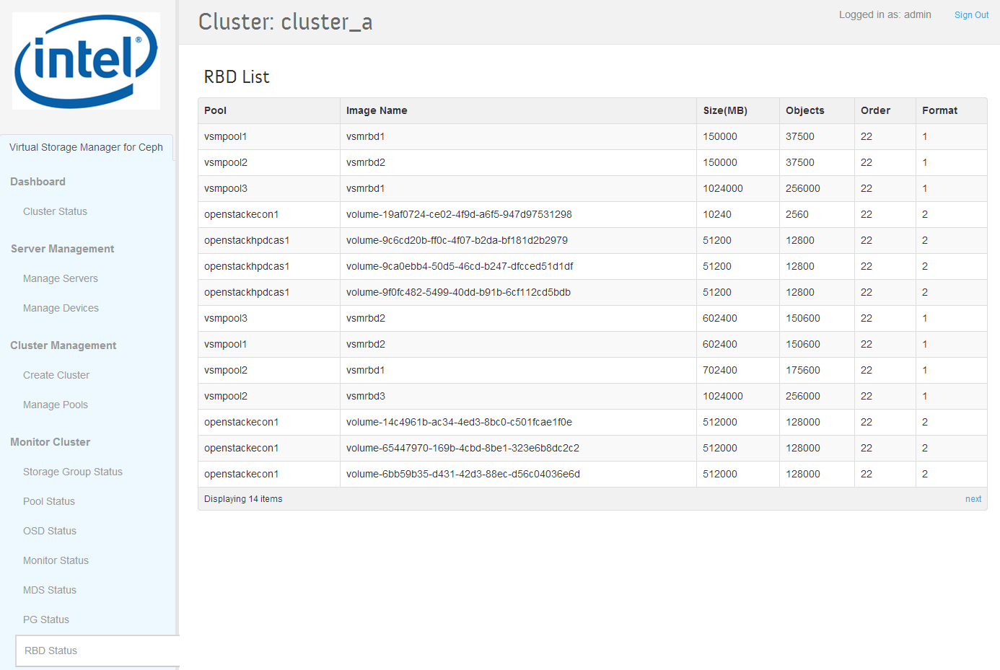 intel®
Cluster: cluster_a
Logged in as: admin Sign Out
Virtual Storage Manager for Ceph
Dashboard
Cluster Status
Server Management
Manage Servers
Manage Devices
Cluster Management
Create Cluster
Manage Pools
Monitor Cluster
Storage Group Status
Pool Status
OSD Status
Monitor Status
MDS Status
PG Status
RBD Status
RBD List
Pool Image Name Size(MB) Objects Order Format
vsmpool1 vsmrbd1 150000 37500 22 1
vsmpool2 vsmrbd2 150000 37500 22 1
vsmpool3 vsmrbd1 1024000 256000 22 1
openstackecon1 volume-19af0724-ce02-4f9d-a6f5-947d97531298 10240 2560 22 2
openstackhpdcas1 volume-9c6cd20b-ff0c-4f07-b2da-bf181d2b2979 51200 12800 22 2
openstackhpdcas1 volume-9ca0ebb4-50d5-46cd-b247-dfcced51d1df 51200 12800 22 2
openstackhpdcas1 volume-9f0fc482-5499-40dd-b91b-6cf112cd5bdb 51200 12800 22 2
vsmpool3 vsmrbd2 602400 150600 22 1
vsmpool1 vsmrbd2 602400 150600 22 1
vsmpool2 vsmrbd1 702400 175600 22 1
vsmpool2 vsmrbd3 1024000 256000 22 1
openstackecon1 volume-14c4961b-ac34-4ed3-8bc0-c501fcae1f0e 512000 128000 22 2
openstackecon1 volume-65447970-169b-4cbd-8be1-323e6b8dc2c2 512000 128000 22 2
openstackecon1 volume-6bb59b35-d431-42d3-88ec-d56c04036e6d 512000 128000 22 2
Displaying 14 items next